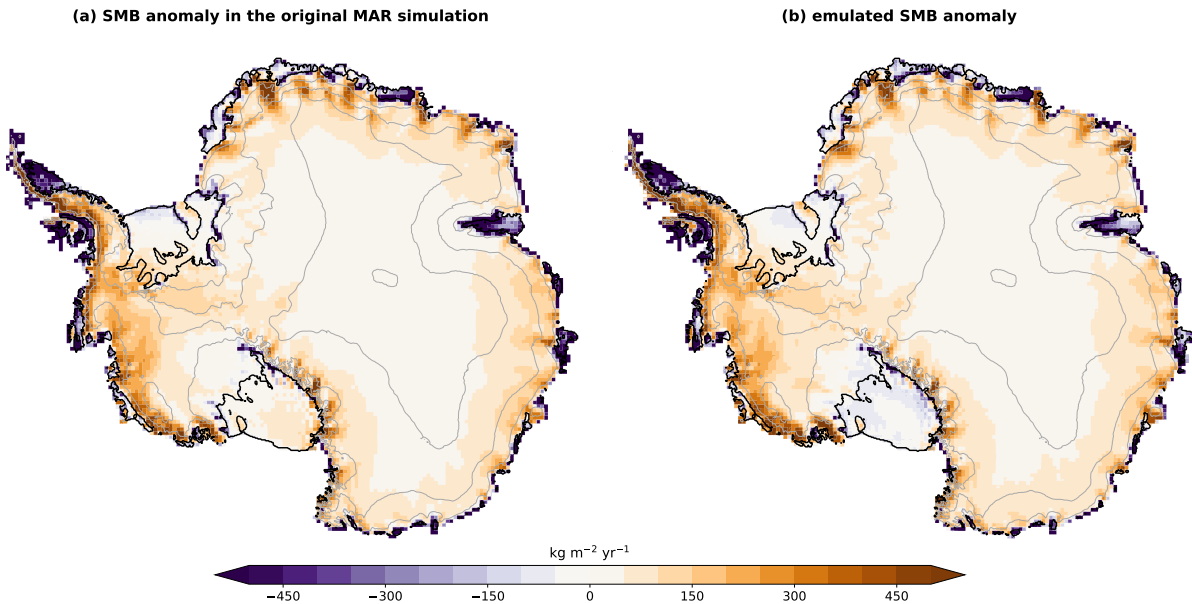 (a) SMB anomaly in the original MAR simulation
(b) emulated SMB anomaly
kg m⁻² yr⁻¹
−450 −300 −150 0 150 300 450